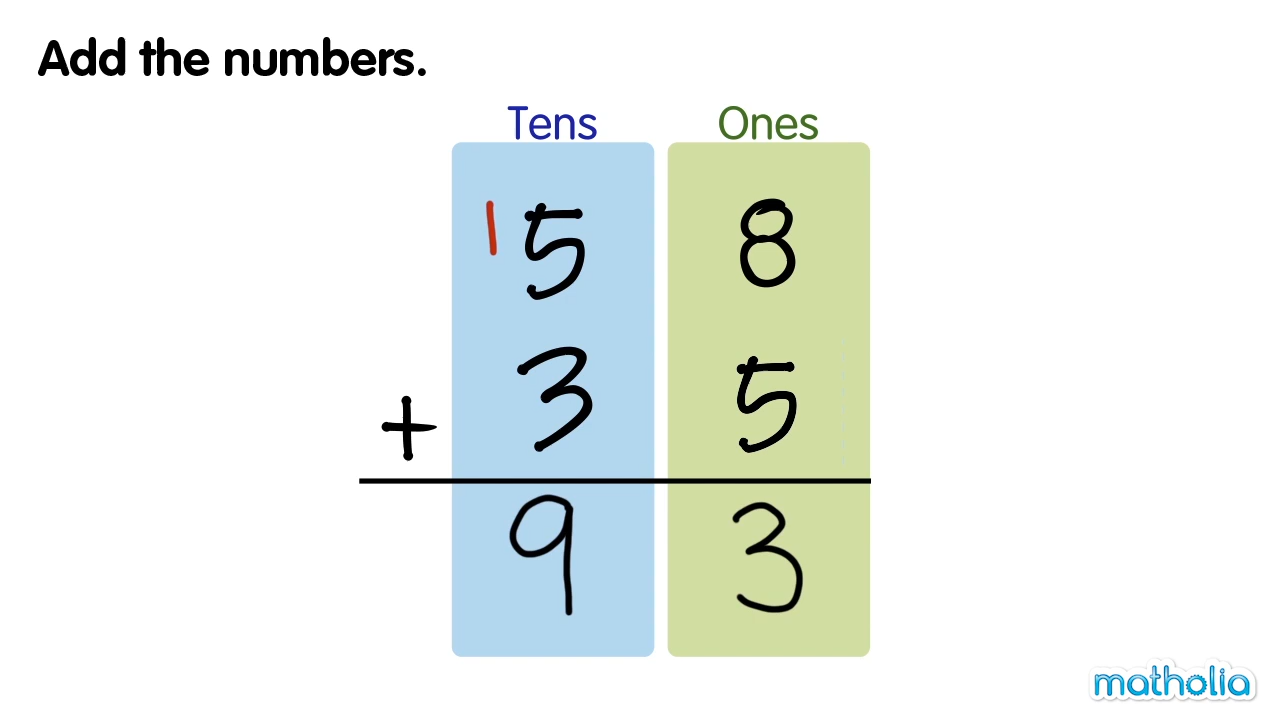 Add the numbers.
Tens Ones
1 5 8
+ 3 5
9 3
matholia